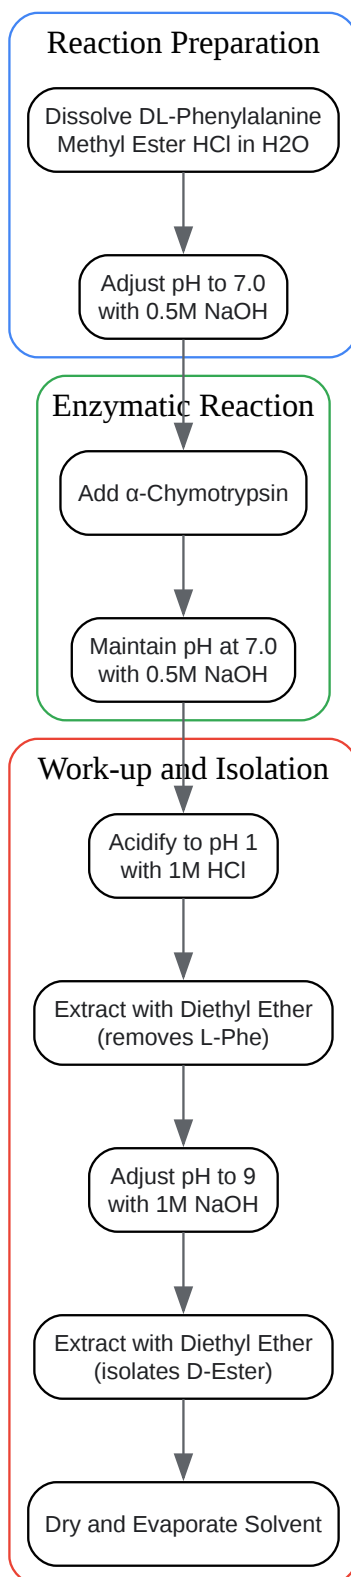 Reaction Preparation
Dissolve DL-Phenylalanine
Methyl Ester HCl in H2O
Adjust pH to 7.0
with 0.5M NaOH
Enzymatic Reaction
Add α-Chymotrypsin
Maintain pH at 7.0
with 0.5M NaOH
Work-up and Isolation
Acidify to pH 1
with 1M HCl
Extract with Diethyl Ether
(removes L-Phe)
Adjust pH to 9
with 1M NaOH
Extract with Diethyl Ether
(isolates D-Ester)
Dry and Evaporate Solvent